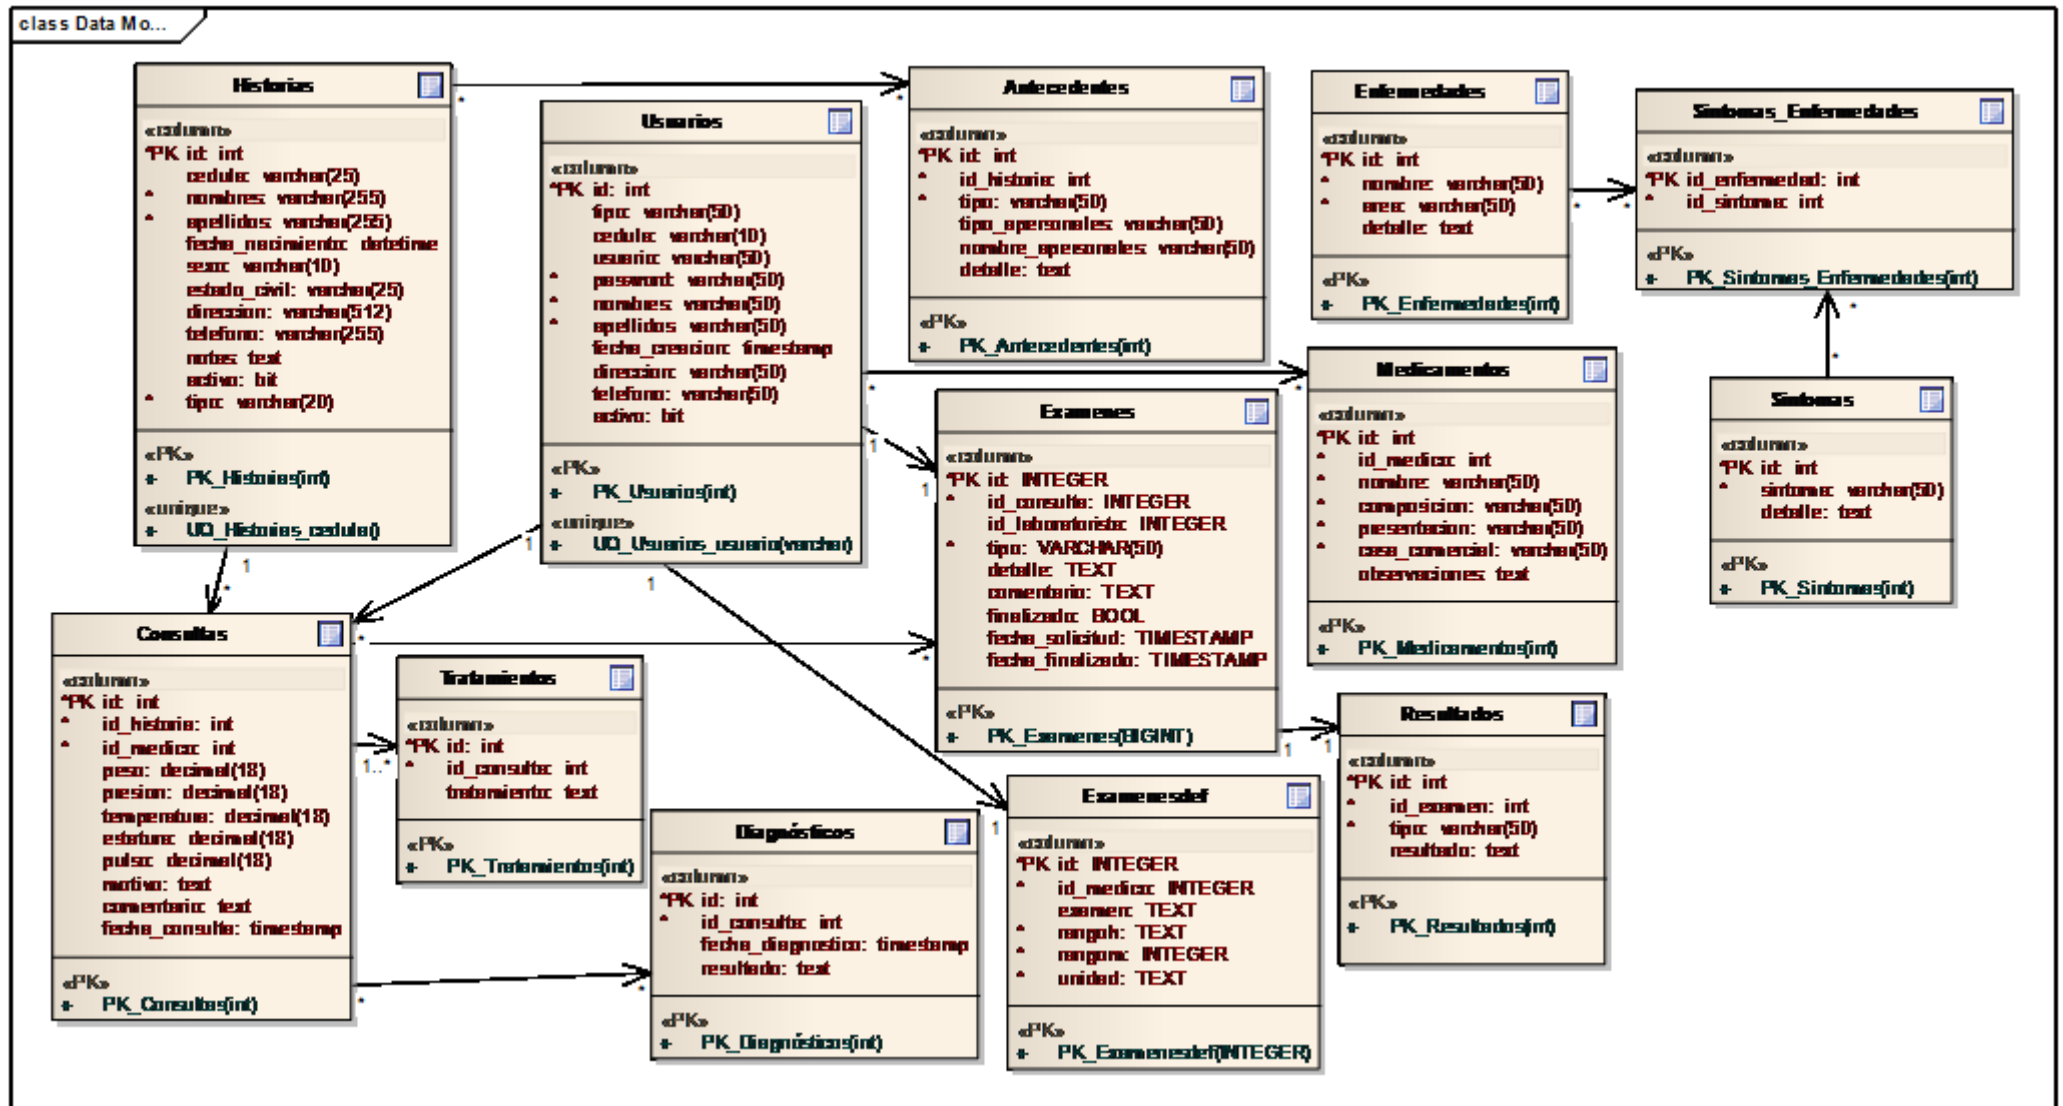 class Data Mo...
Historias
«column»
*PK id: int
cedula: varchar(25)
* nombres: varchar(255)
* apellidos: varchar(255)
fecha_nacimiento: datetime
sexo: varchar(10)
estado_civil: varchar(25)
direccion: varchar(512)
telefono: varchar(255)
notas: text
activo: bit
* tipo: varchar(20)
«PK»
+ PK_Historias(int)
«unique»
+ UQ_Historias_cedula()
Usuarios
«column»
*PK id: int
tipo: varchar(50)
cedula: varchar(10)
usuario: varchar(50)
* password: varchar(50)
* nombres: varchar(50)
* apellidos: varchar(50)
fecha_creacion: timestamp
direccion: varchar(50)
telefono: varchar(50)
activo: bit
«PK»
+ PK_Usuarios(int)
«unique»
+ UQ_Usuarios_usuario(varchar)
Antecedentes
«column»
*PK id: int
* id_historia: int
* tipo: varchar(50)
tipo_apersonales: varchar(50)
nombre_apersonales: varchar(50)
detalle: text
«PK»
+ PK_Antecedentes(int)
Enfermedades
«column»
*PK id: int
* nombre: varchar(50)
* area: varchar(50)
detalle: text
«PK»
+ PK_Enfermedades(int)
Sintomas_Enfermedades
«column»
*PK id_enfermedad: int
* id_sintoma: int
«PK»
+ PK_Sintomas_Enfermedades(int)
Examenes
«column»
*PK id: INTEGER
* id_consulta: INTEGER
id_laboratorista: INTEGER
* tipo: VARCHAR(50)
detalle: TEXT
comentario: TEXT
finalizado: BOOL
fecha_solicitud: TIMESTAMP
fecha_finalizado: TIMESTAMP
«PK»
+ PK_Examenes(BIGINT)
Medicamentos
«column»
*PK id: int
* id_medico: int
* nombre: varchar(50)
* composicion: varchar(50)
* presentacion: varchar(50)
* casa_comercial: varchar(50)
observaciones: text
«PK»
+ PK_Medicamentos(int)
Sintomas
«column»
*PK id: int
* sintoma: varchar(50)
detalle: text
«PK»
+ PK_Sintomas(int)
Consultas
«column»
*PK id: int
* id_historia: int
* id_medico: int
peso: decimal(18)
presion: decimal(18)
temperatura: decimal(18)
estatura: decimal(18)
pulso: decimal(18)
motivo: text
comentario: text
fecha_consulta: timestamp
«PK»
+ PK_Consultas(int)
Tratamientos
«column»
*PK id: int
* id_consulta: int
tratamiento: text
«PK»
+ PK_Tratamientos(int)
Diagnósticos
«column»
*PK id: int
* id_consulta: int
fecha_diagnostico: timestamp
resultado: text
«PK»
+ PK_Diagnósticos(int)
Examenesdef
«column»
*PK id: INTEGER
* id_medico: INTEGER
examen: TEXT
* rangoh: TEXT
* rangom: INTEGER
* unidad: TEXT
«PK»
+ PK_Examenesdef(INTEGER)
Resultados
«column»
*PK id: int
* id_examen: int
* tipo: varchar(50)
resultado: text
«PK»
+ PK_Resultados(int)
*
*
*
*
*
*
*
*
1
1
1
*
1
*
*
1
1
1..*
1
1
*
*